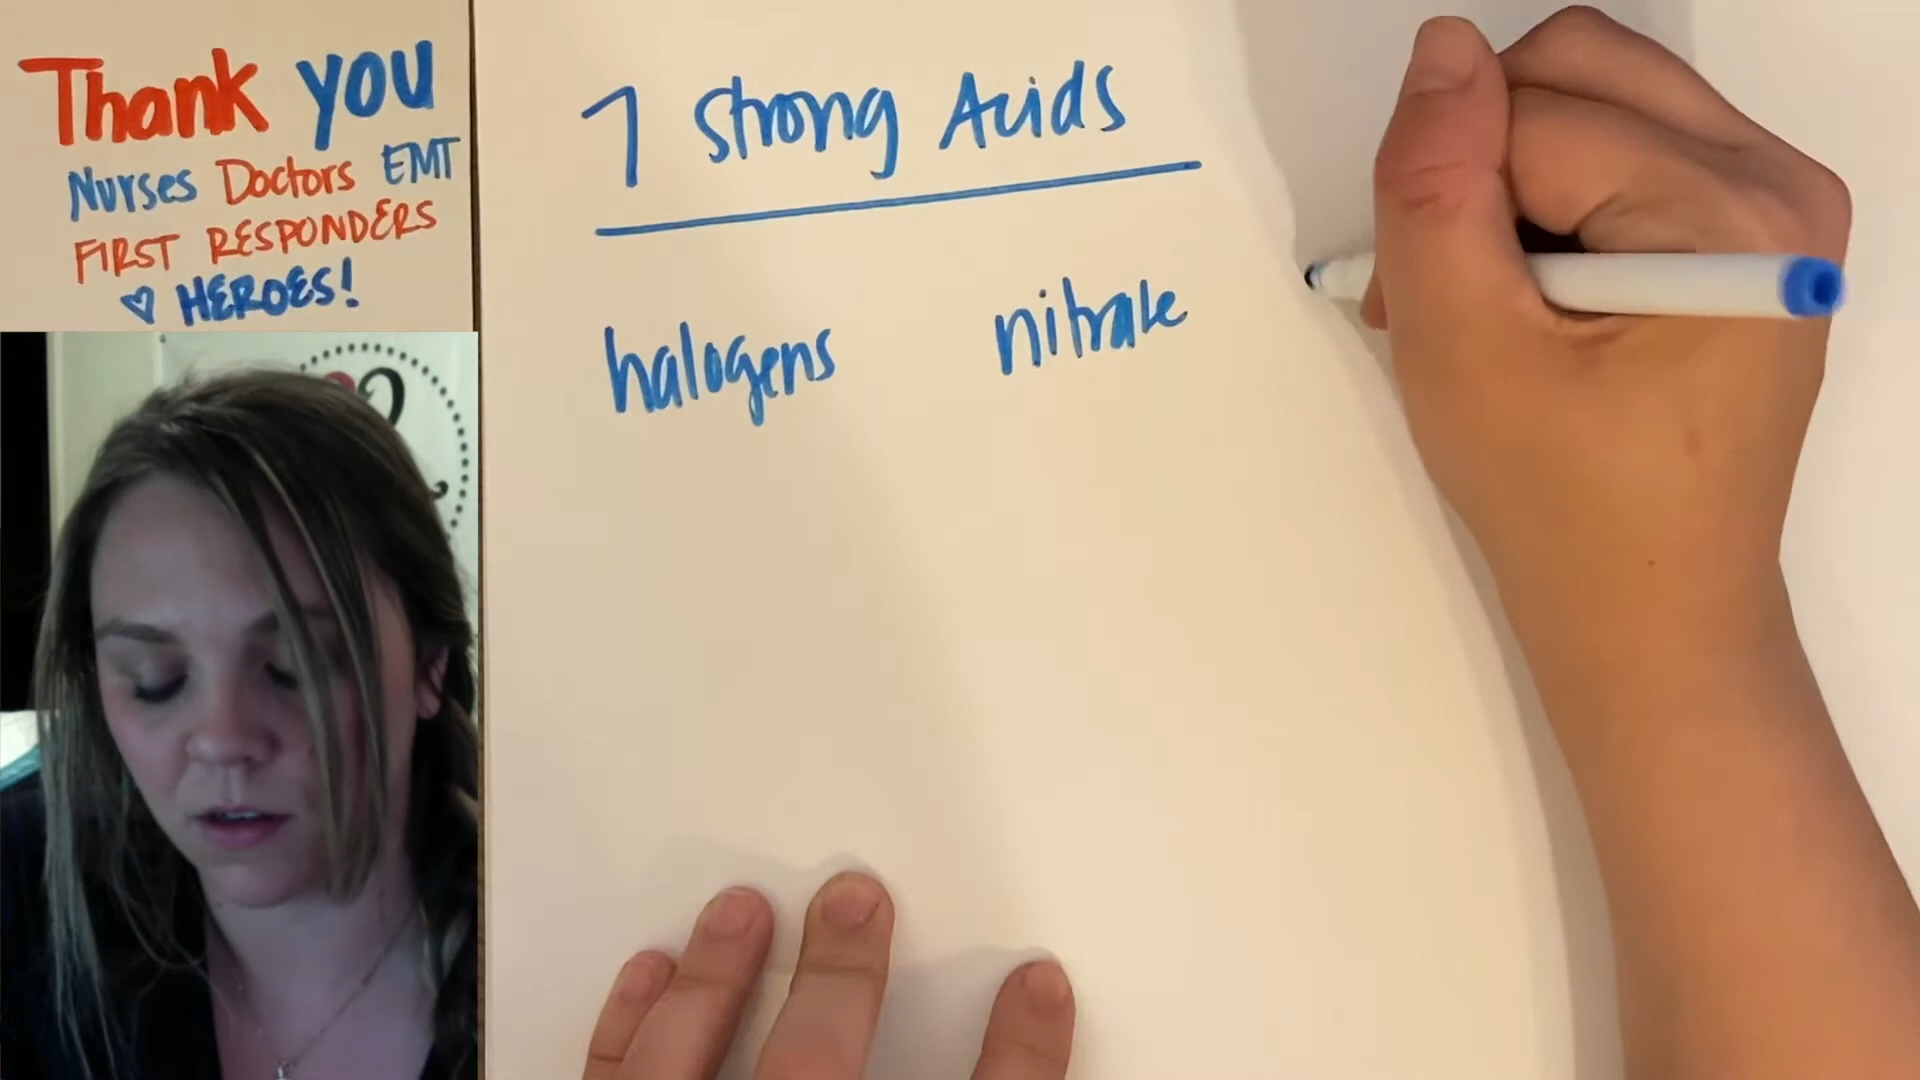 Thank you
Nurses Doctors EMT
FIRST RESPONDERS
♡ HEROES!
7 Strong Acids
halogens nitrate